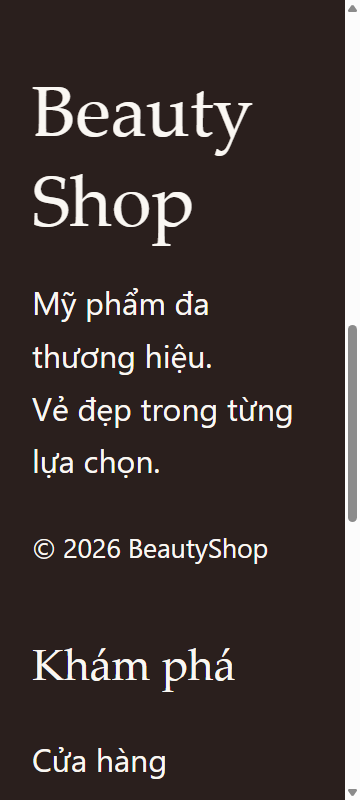 Beauty
Shop
Mỹ phẩm đa
thương hiệu.
Vẻ đẹp trong từng
lựa chọn.
© 2026 BeautyShop
Khám phá
Cửa hàng